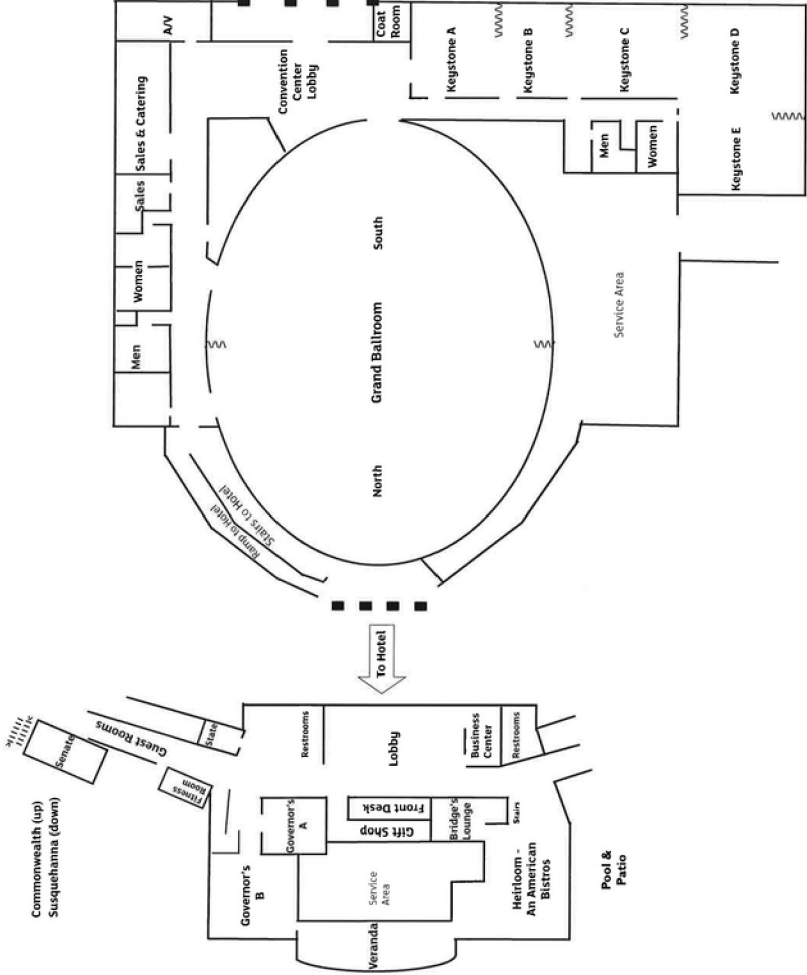 A/V
Coat
Room
Convention
Center
Lobby
Keystone A
Keystone B
Keystone C
Keystone D
Keystone E
Sales & Catering
Sales
Women
Men
Men
Women
South
Grand Ballroom
North
Service Area
Stairs to Hotel
Ramp to Hotel
To Hotel
Senate
Guest Rooms
State
Fitness
Room
Restrooms
Lobby
Business
Center
Restrooms
Commonwealth (up)
Susquehanna (down)
Governor's
A
Front Desk
Gift Shop
Bridge's
Lounge
Stairs
Governor's
B
Service
Area
Heirloom -
An American
Bistros
Pool &
Patio
Veranda